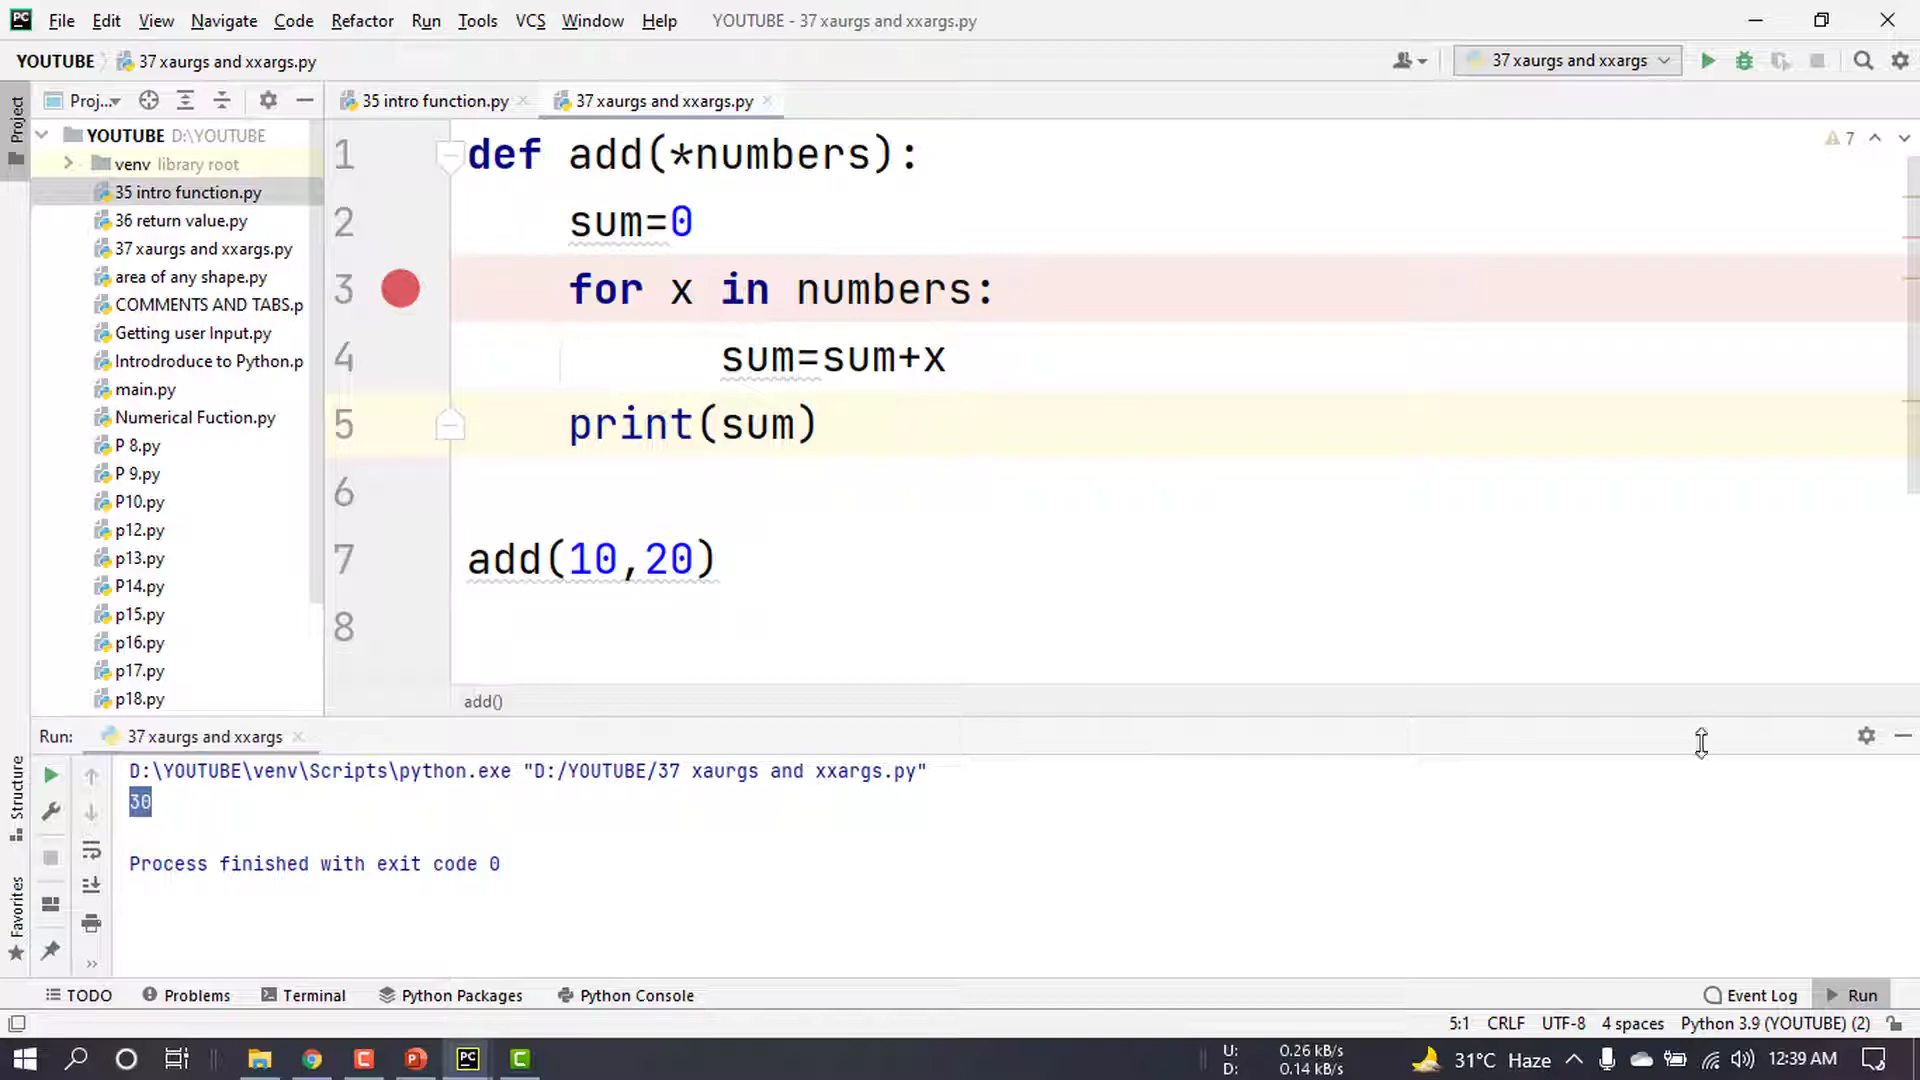 PC File Edit View Navigate Code Refactor Run Tools VCS Window Help YOUTUBE - 37 xaurgs and xxargs.py
YOUTUBE 37 xaurgs and xxargs.py 37 xaurgs and xxargs
Project Proj... 35 intro function.py 37 xaurgs and xxargs.py
YOUTUBE D:\YOUTUBE
venv library root
35 intro function.py
36 return value.py
37 xaurgs and xxargs.py
area of any shape.py
COMMENTS AND TABS.p
Getting user Input.py
Introdroduce to Python.p
main.py
Numerical Fuction.py
P 8.py
P 9.py
P10.py
p12.py
p13.py
P14.py
p15.py
p16.py
p17.py
p18.py
7
1 def add(*numbers):
2 sum=0
3 for x in numbers:
4 sum=sum+x
5 print(sum)
6
7 add(10,20)
8
add()
Run: 37 xaurgs and xxargs
D:\YOUTUBE\venv\Scripts\python.exe "D:/YOUTUBE/37 xaurgs and xxargs.py"
30
Process finished with exit code 0
Structure
Favorites
TODO Problems Terminal Python Packages Python Console Event Log Run
5:1 CRLF UTF-8 4 spaces Python 3.9 (YOUTUBE) (2)
U: 0.26 kB/s
D: 0.14 kB/s
31°C Haze 12:39 AM